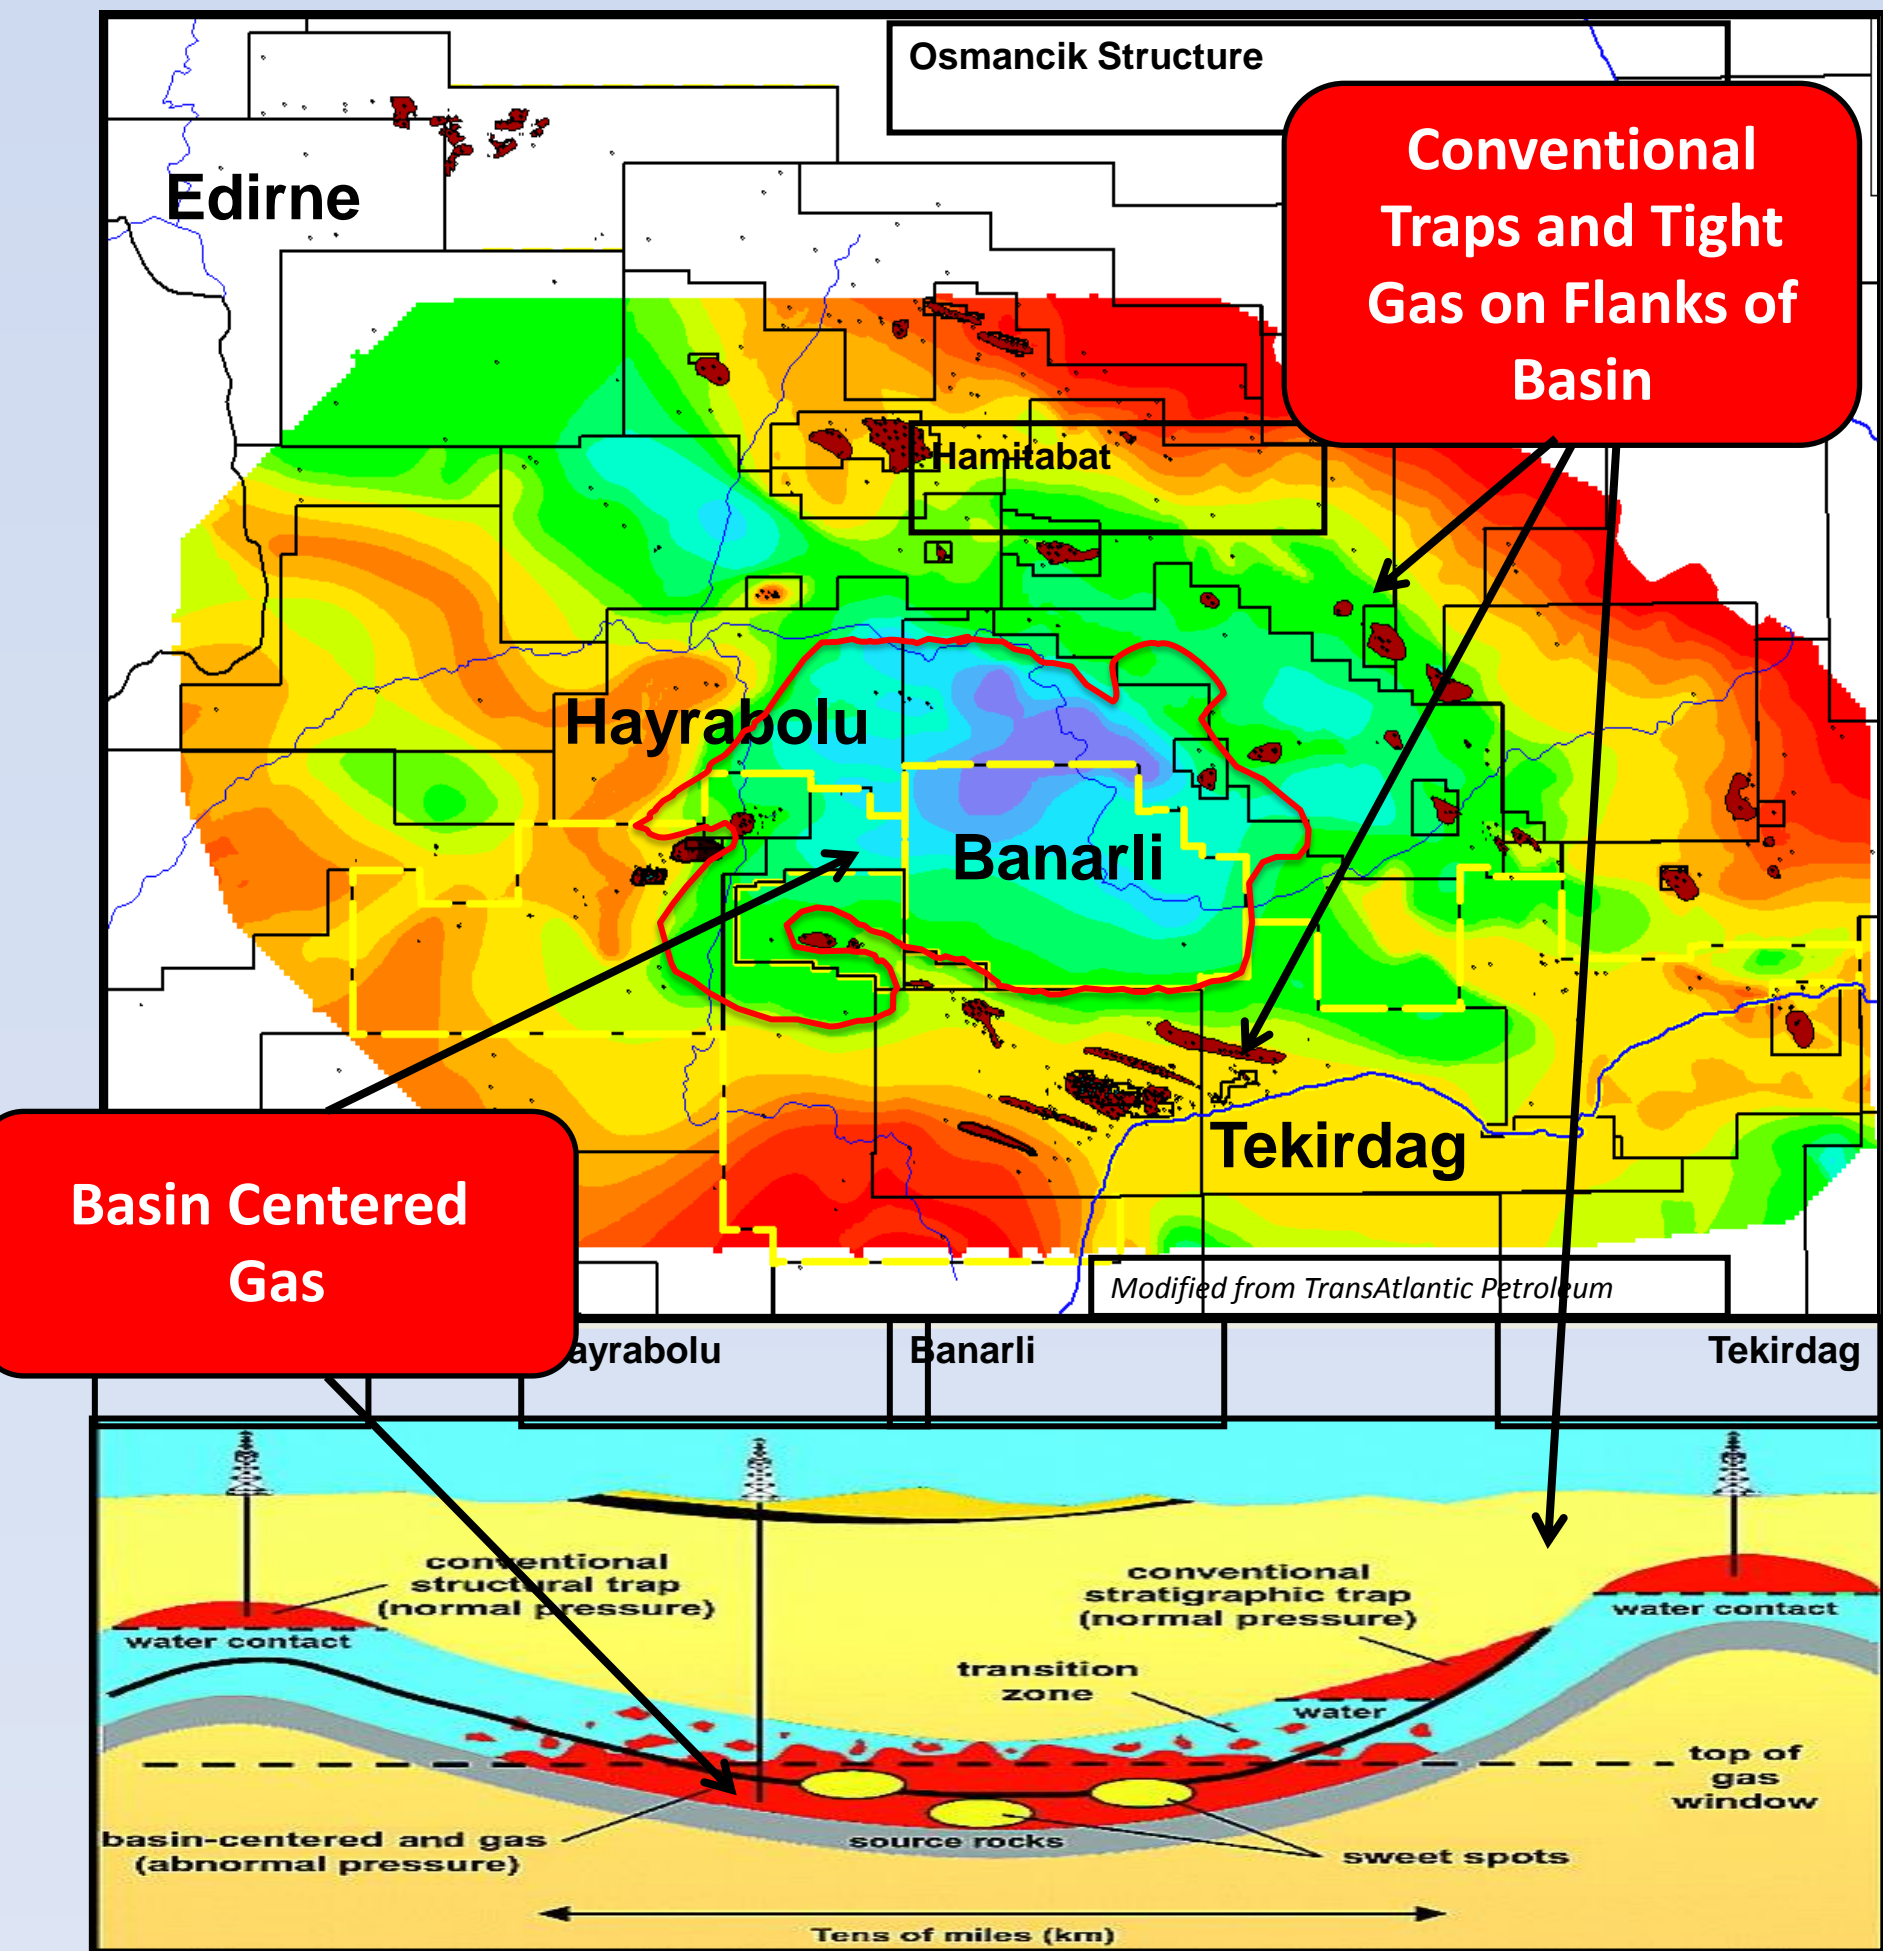 Osmancik Structure
Conventional
Traps and Tight
Gas on Flanks of
Basin
Edirne
Hamitabat
Hayrabolu
Banarli
Tekirdag
Basin Centered
Gas
Modified from TransAtlantic Petroleum
ayrabolu
Banarli
Tekirdag
conventional
structural trap
(normal pressure)
water contact
conventional
stratigraphic trap
(normal pressure)
water contact
transition
zone
water
top of
gas
window
basin-centered and gas
(abnormal pressure)
source rocks
sweet spots
Tens of miles (km)